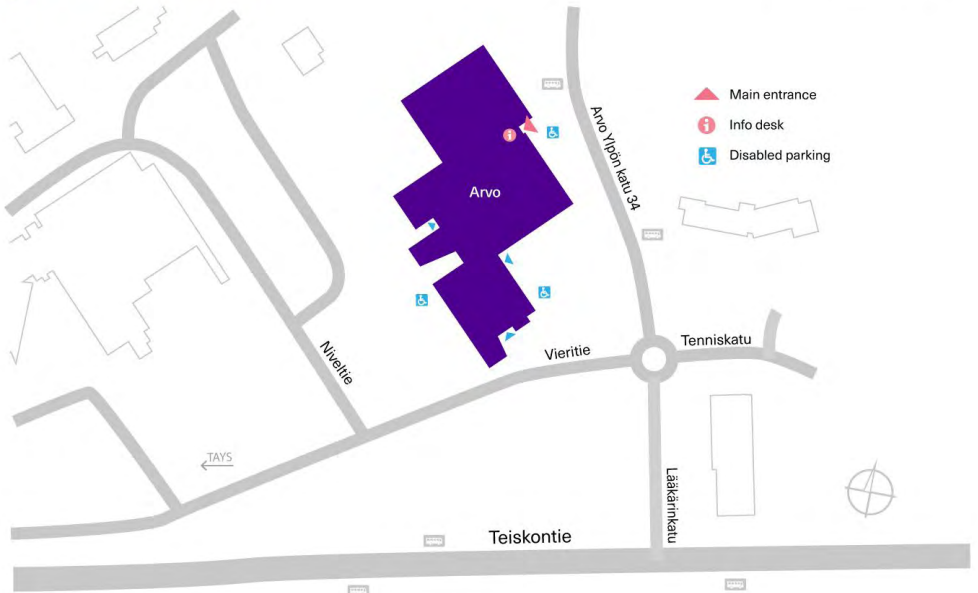 Main entrance
Info desk
Disabled parking
i
Arvo
Arvo Ylpön katu 34
Niveltie
Vieritie
Tenniskatu
TAYS
Lääkärinkatu
Teiskontie